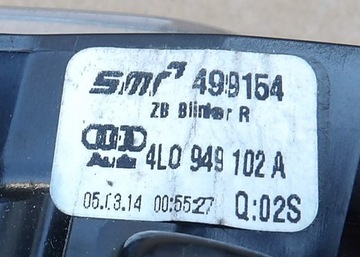 smr 499154
ZB Blinker R
4L0 949 102 A
05.03.14 00:55:27 Q:02S